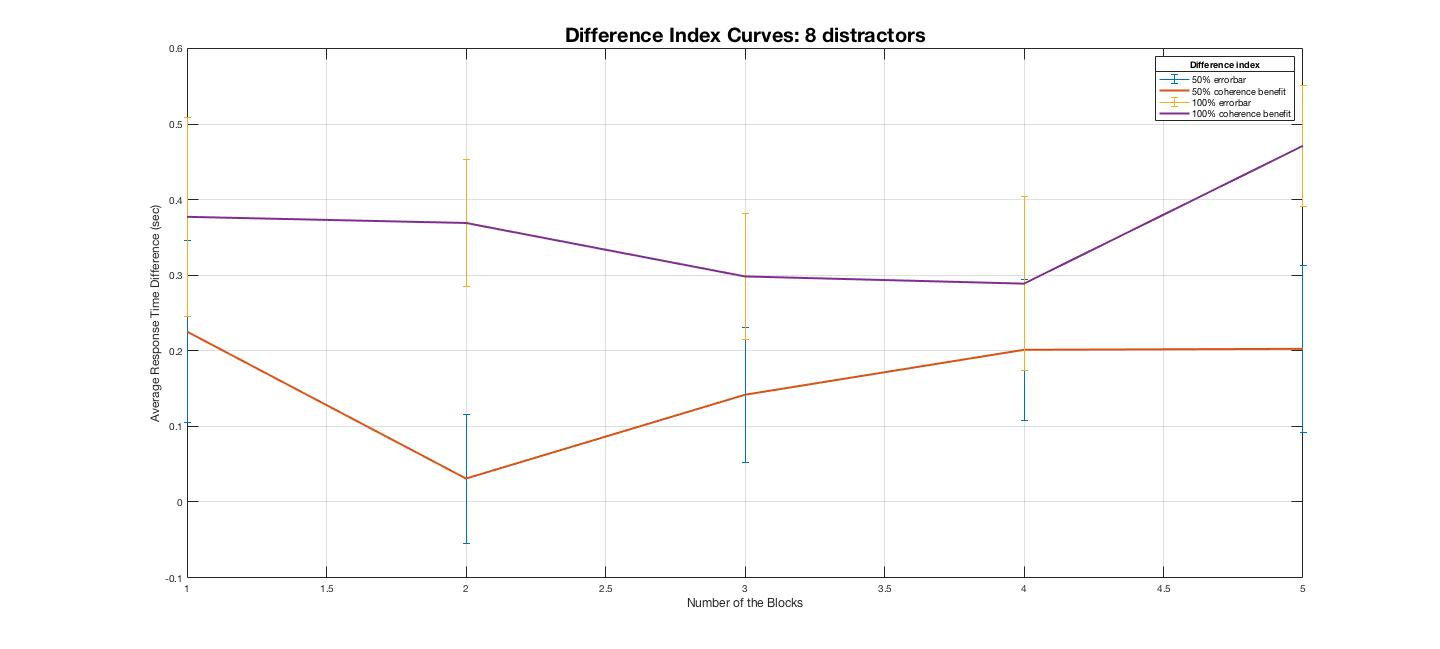 Difference Index Curves: 8 distractors
Difference index
50% errorbar
50% coherence benefit
100% errorbar
100% coherence benefit
Average Response Time Difference (sec)
0.6
0.5
0.4
0.3
0.2
0.1
0
-0.1
1 1.5 2 2.5 3 3.5 4 4.5 5
Number of the Blocks